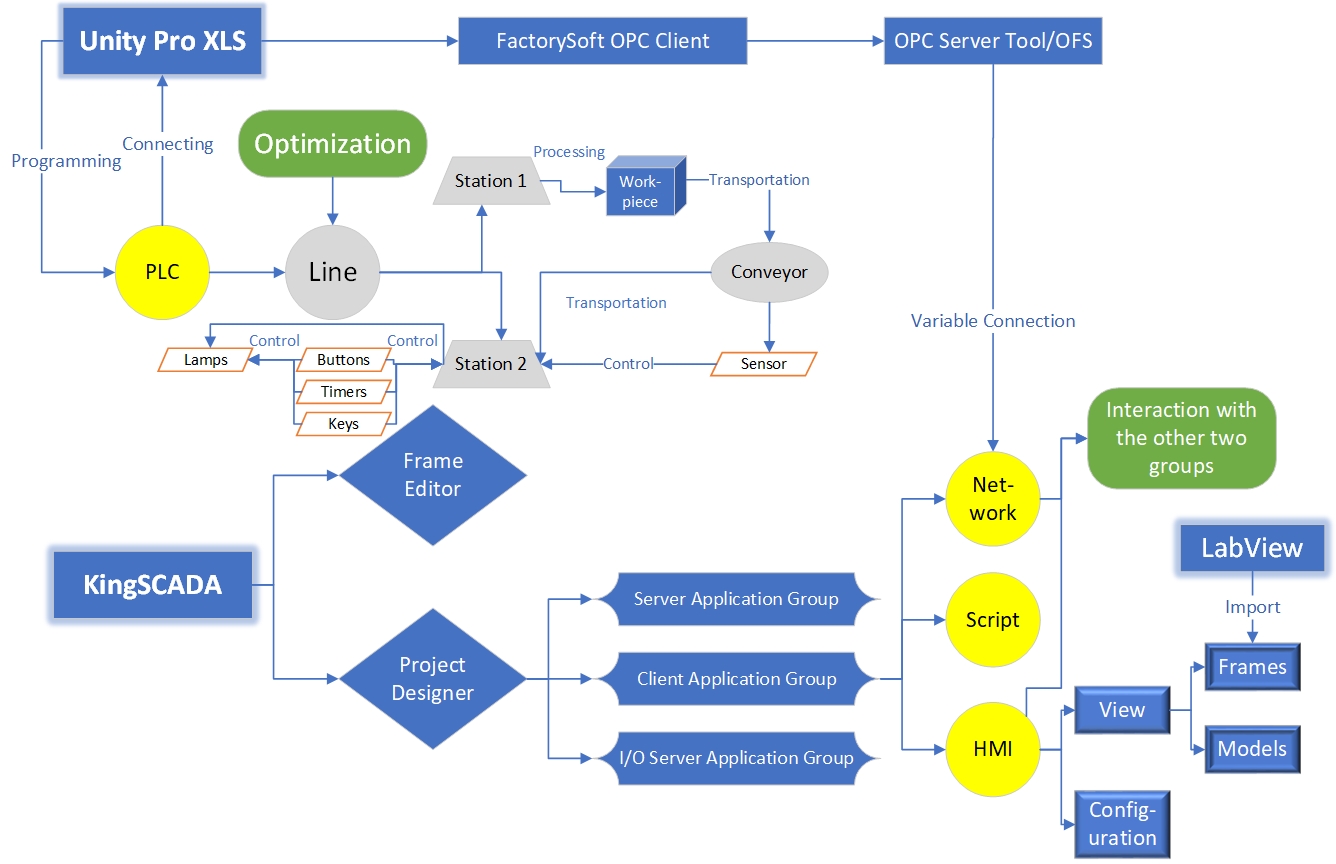 Unity Pro XLS
FactorySoft OPC Client
OPC Server Tool/OFS
Programming
Connecting
Optimization
Processing
Station 1
Work-
piece
Transportation
PLC
Line
Conveyor
Transportation
Variable Connection
Control
Control
Lamps
Buttons
Station 2
Control
Sensor
Timers
Keys
Frame
Editor
Interaction with
the other two
groups
Net-
work
LabView
KingSCADA
Server Application Group
Script
Import
Project
Designer
Client Application Group
Frames
View
HMI
Models
I/O Server Application Group
Config-
uration